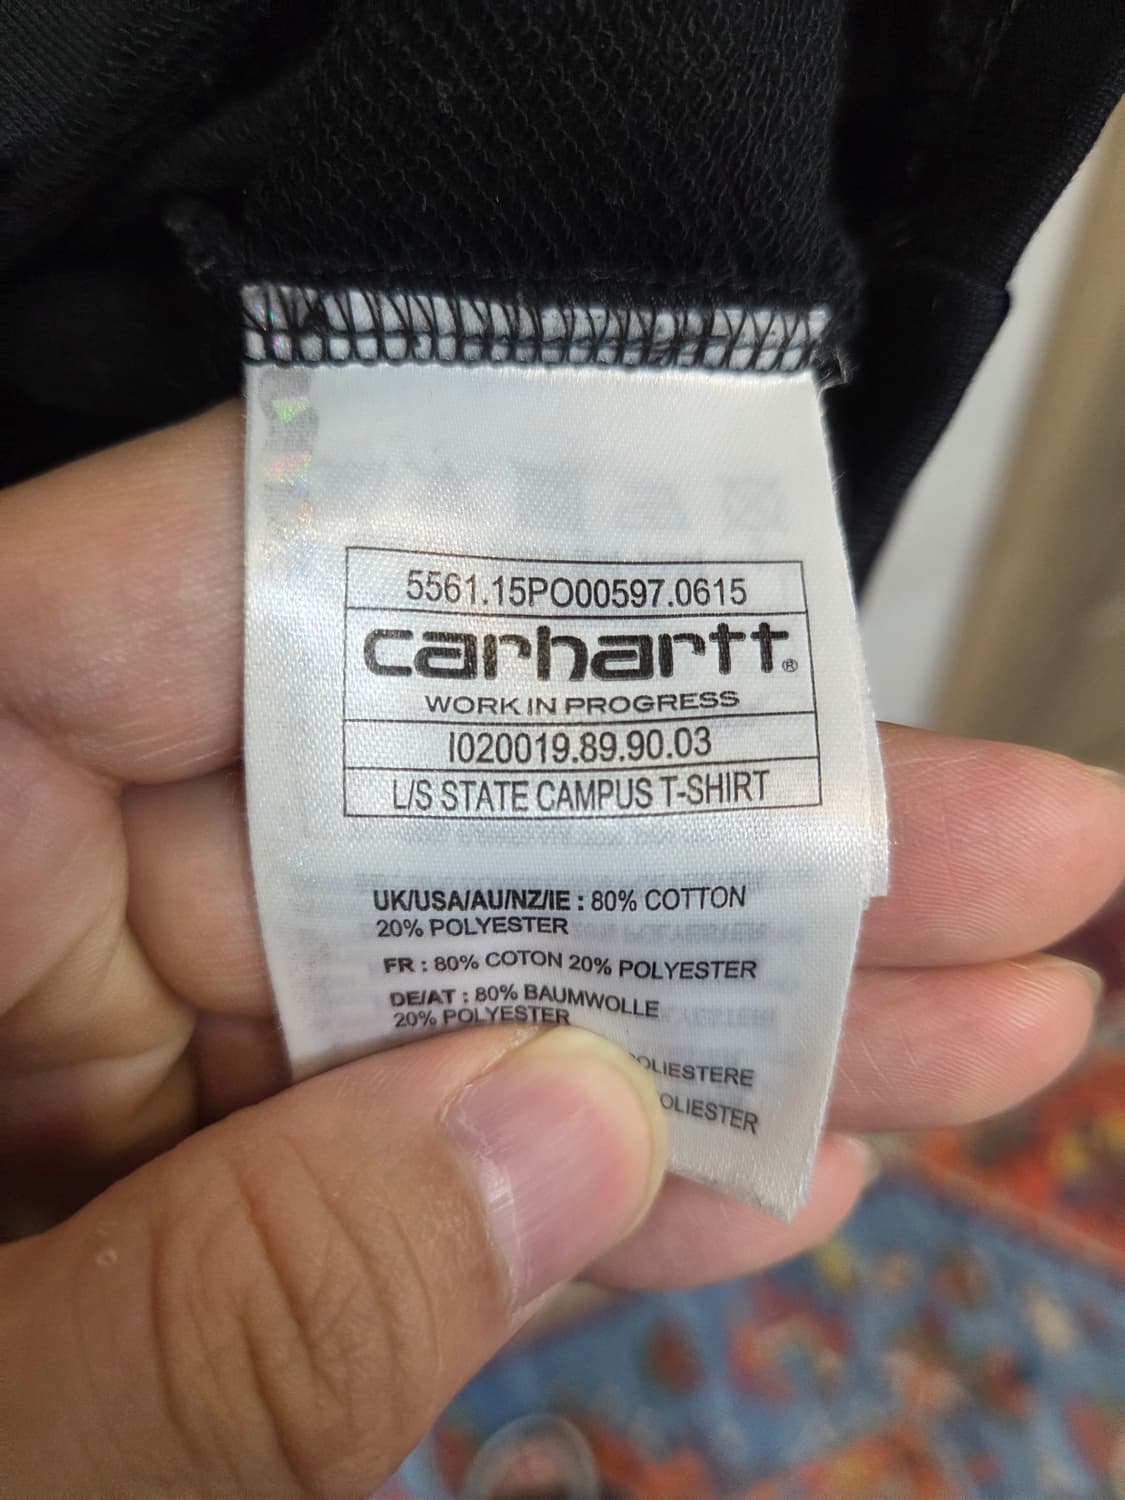 5561.15PO00597.0615
carhartt®
WORK IN PROGRESS
I020019.89.90.03
L/S STATE CAMPUS T-SHIRT
UK/USA/AU/NZ/IE : 80% COTTON
20% POLYESTER
FR : 80% COTON 20% POLYESTER
DE/AT : 80% BAUMWOLLE
20% POLYESTER